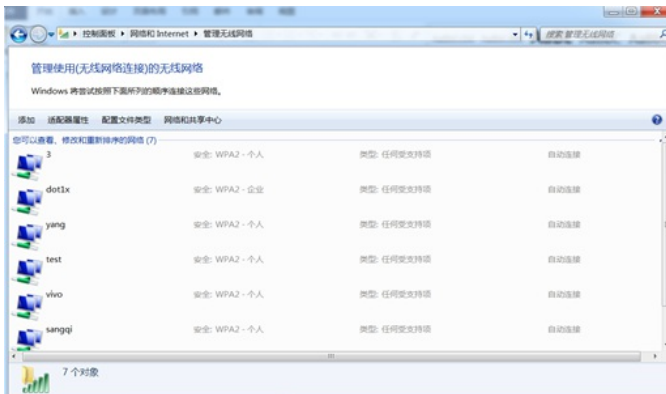 控制面板 ▸ 网络和 Internet ▸ 管理无线网络
搜索 管理无线网络
管理使用(无线网络连接)的无线网络
Windows 将尝试按照下面所列的顺序连接这些网络。
添加 适配器属性 配置文件类型 网络和共享中心
您可以查看、修改和重新排序的网络 (7)
3 安全: WPA2 - 个人 类型: 任何受支持项 自动连接
dot1x 安全: WPA2 - 企业 类型: 任何受支持项 自动连接
yang 安全: WPA2 - 个人 类型: 任何受支持项 自动连接
test 安全: WPA2 - 个人 类型: 任何受支持项 自动连接
vivo 安全: WPA2 - 个人 类型: 任何受支持项 自动连接
sangqi 安全: WPA2 - 个人 类型: 任何受支持项 自动连接
7 个对象